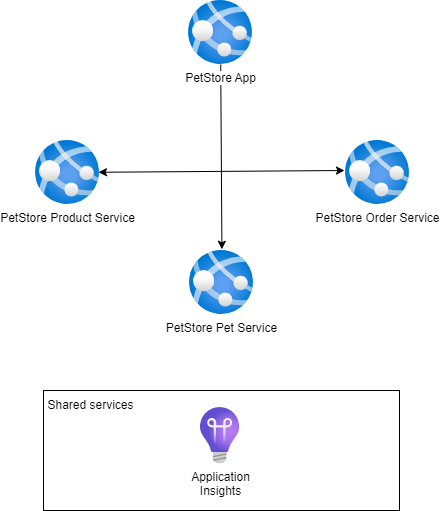 PetStore App
PetStore Product Service
PetStore Order Service
PetStore Pet Service
Shared services
Application
Insights